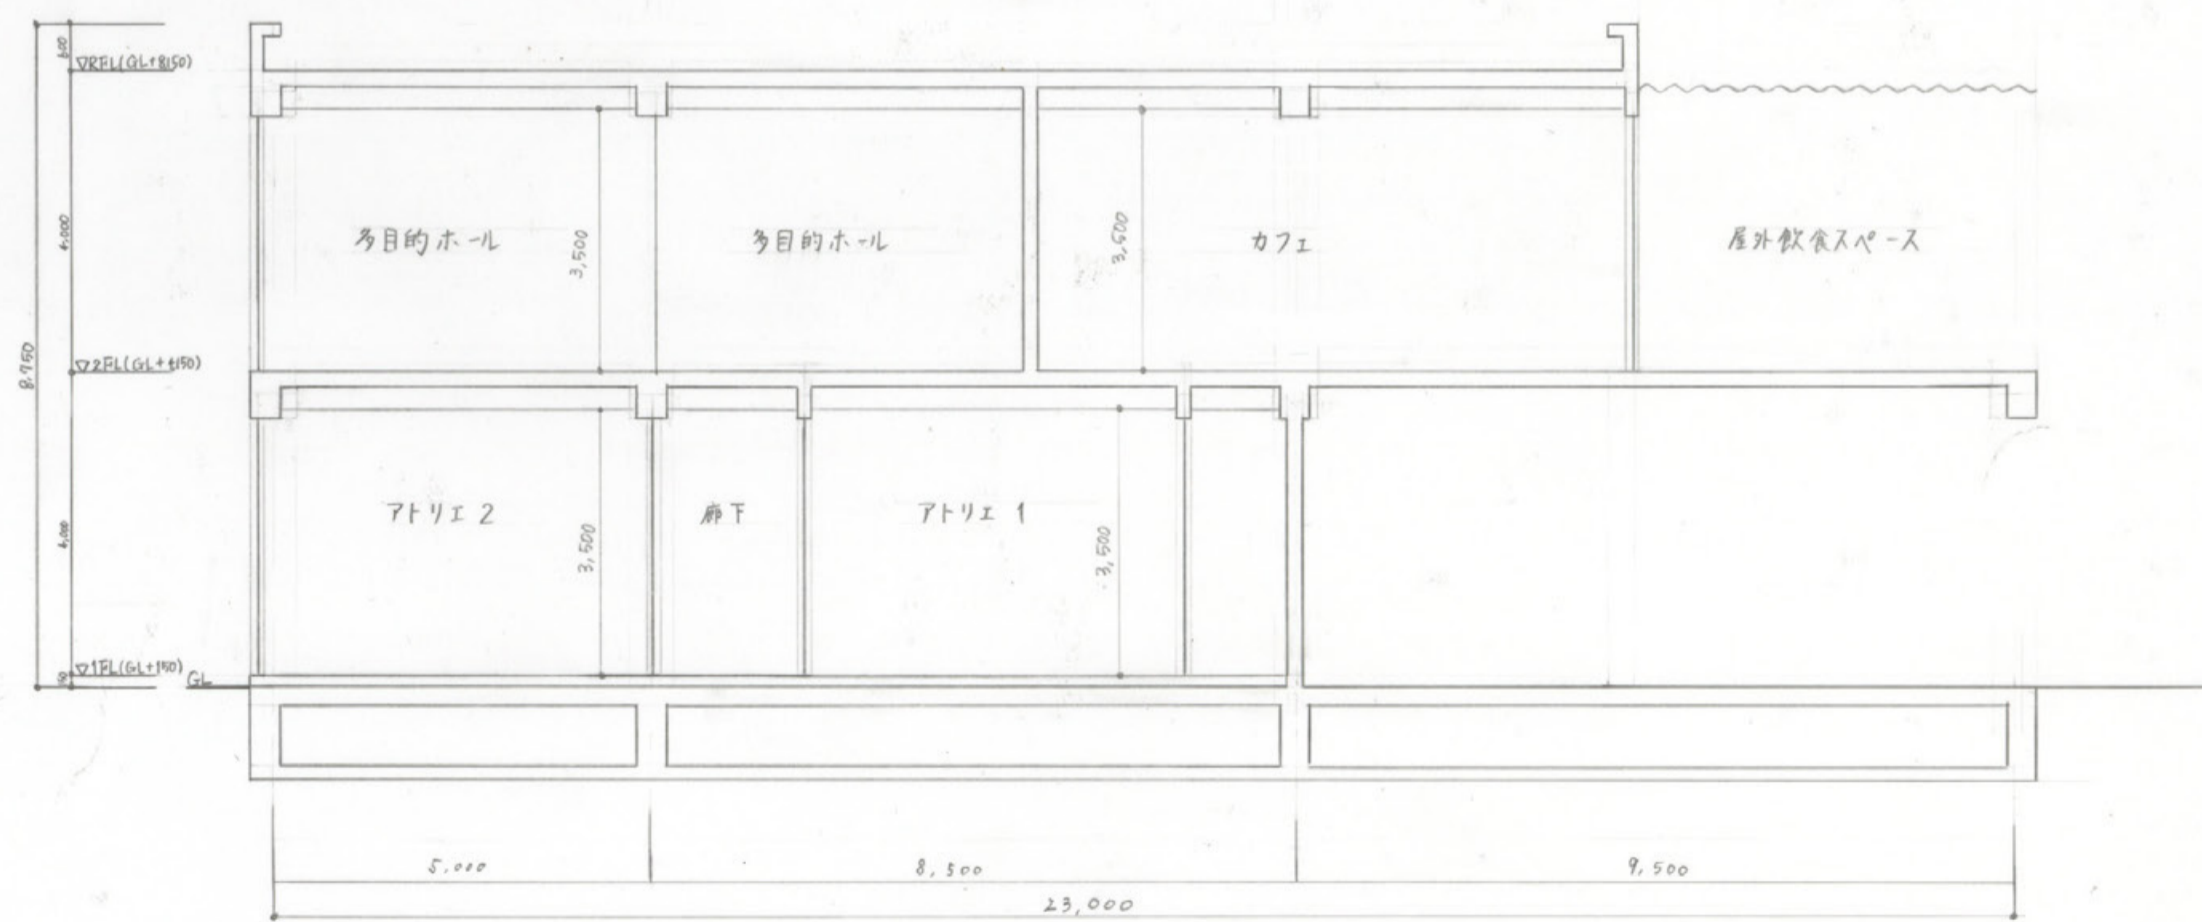 600
▽RFL(GL+8150)
多目的ホール
3,500
多目的ホール
3,500
カフェ
屋外飲食スペース
4,000
8,750
▽2FL(GL+4150)
アトリエ 2
3,500
廊下
アトリエ 1
3,500
4,000
▽1FL(GL+150)
150
GL
5,000
8,500
9,500
23,000